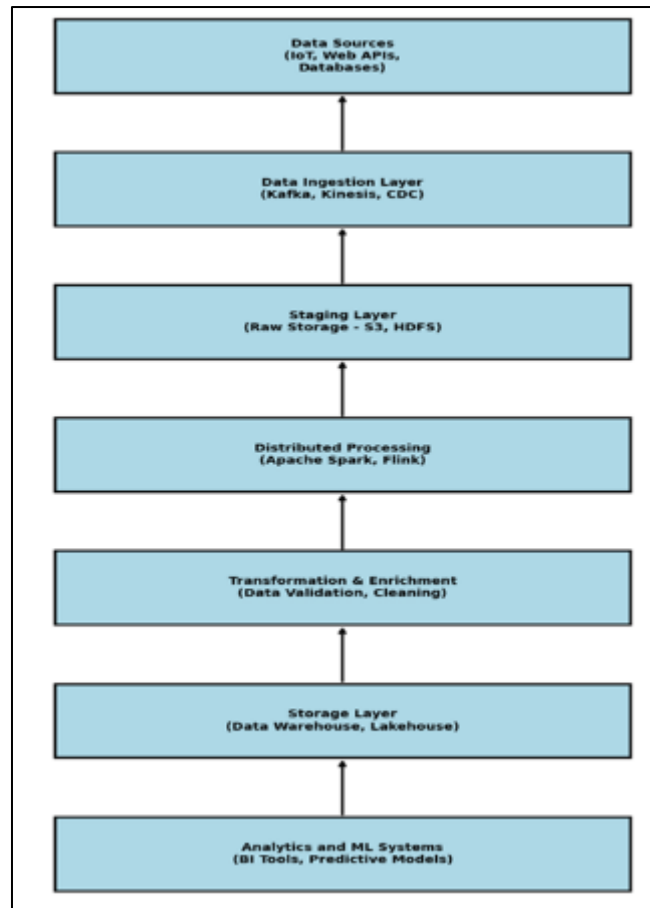 Data Sources
(IoT, Web APIs,
Databases)
Data Ingestion Layer
(Kafka, Kinesis, CDC)
Staging Layer
(Raw Storage - S3, HDFS)
Distributed Processing
(Apache Spark, Flink)
Transformation & Enrichment
(Data Validation, Cleaning)
Storage Layer
(Data Warehouse, Lakehouse)
Analytics and ML Systems
(BI Tools, Predictive Models)